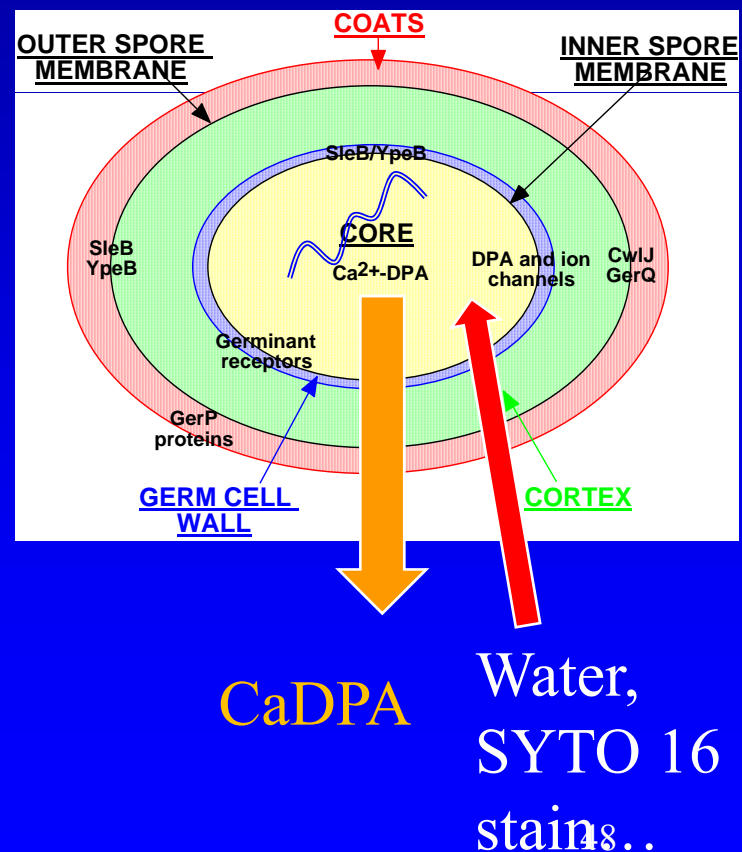 COATS
OUTER SPORE
MEMBRANE
INNER SPORE
MEMBRANE
SleB/YpeB
CORE
Ca2+-DPA
SleB
YpeB
DPA and ion
channels
CwlJ
GerQ
Germinant
receptors
GerP
proteins
GERM CELL
WALL
CORTEX
CaDPA
Water,
SYTO 16
stain…
48